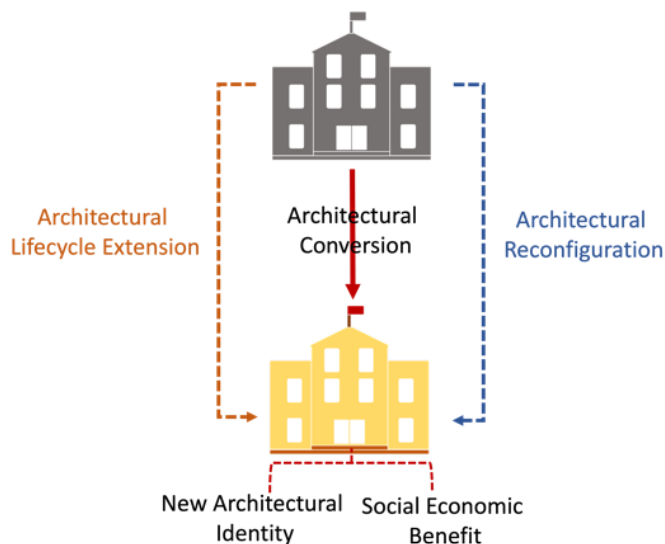 Architectural
Lifecycle Extension
Architectural
Conversion
Architectural
Reconfiguration
New Architectural
Identity
Social Economic
Benefit